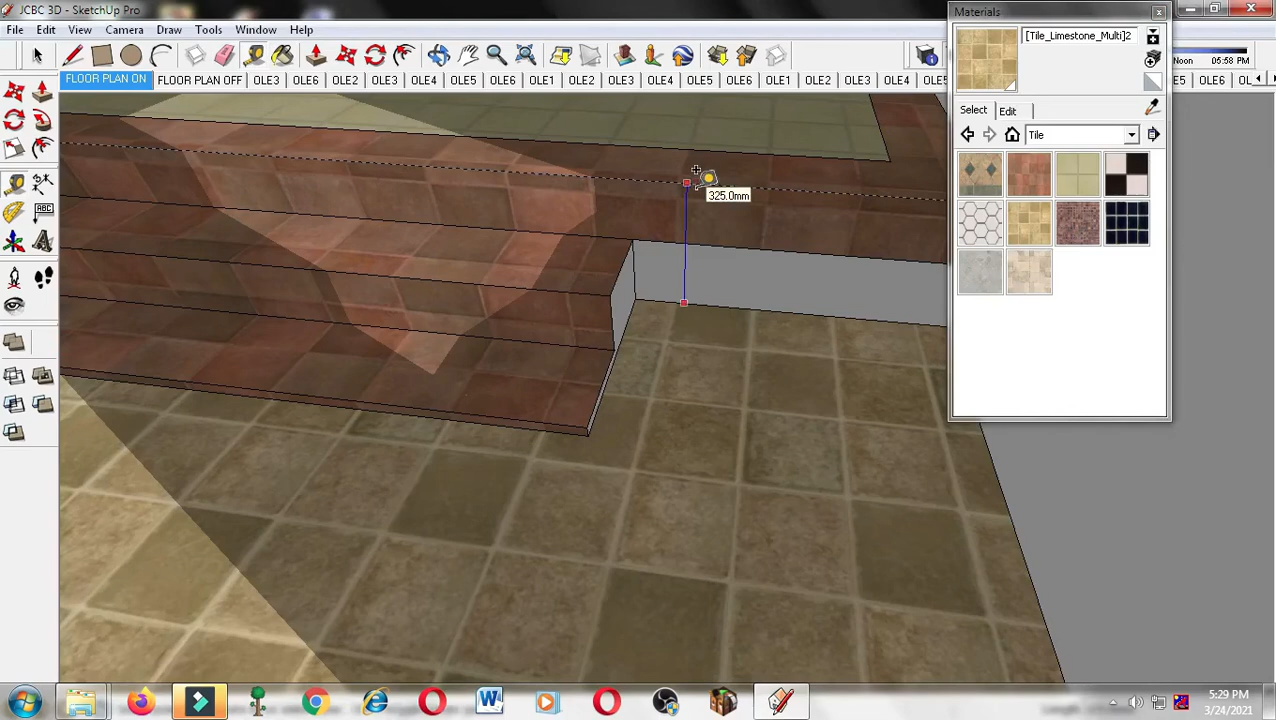 JCBC 3D - SketchUp Pro
Materials
File Edit View Camera Draw Tools Window Help
[Tile_Limestone_Multi]2
Noon 05:58 PM
FLOOR PLAN ON FLOOR PLAN OFF OLE3 OLE6 OLE2 OLE3 OLE4 OLE5 OLE6 OLE1 OLE2 OLE3 OLE4 OLE5 OLE6 OLE1 OLE2 OLE3 OLE4 OLE5 OLE6
Select Edit
Tile
ABC
325.0mm
5:29 PM
3/24/2021